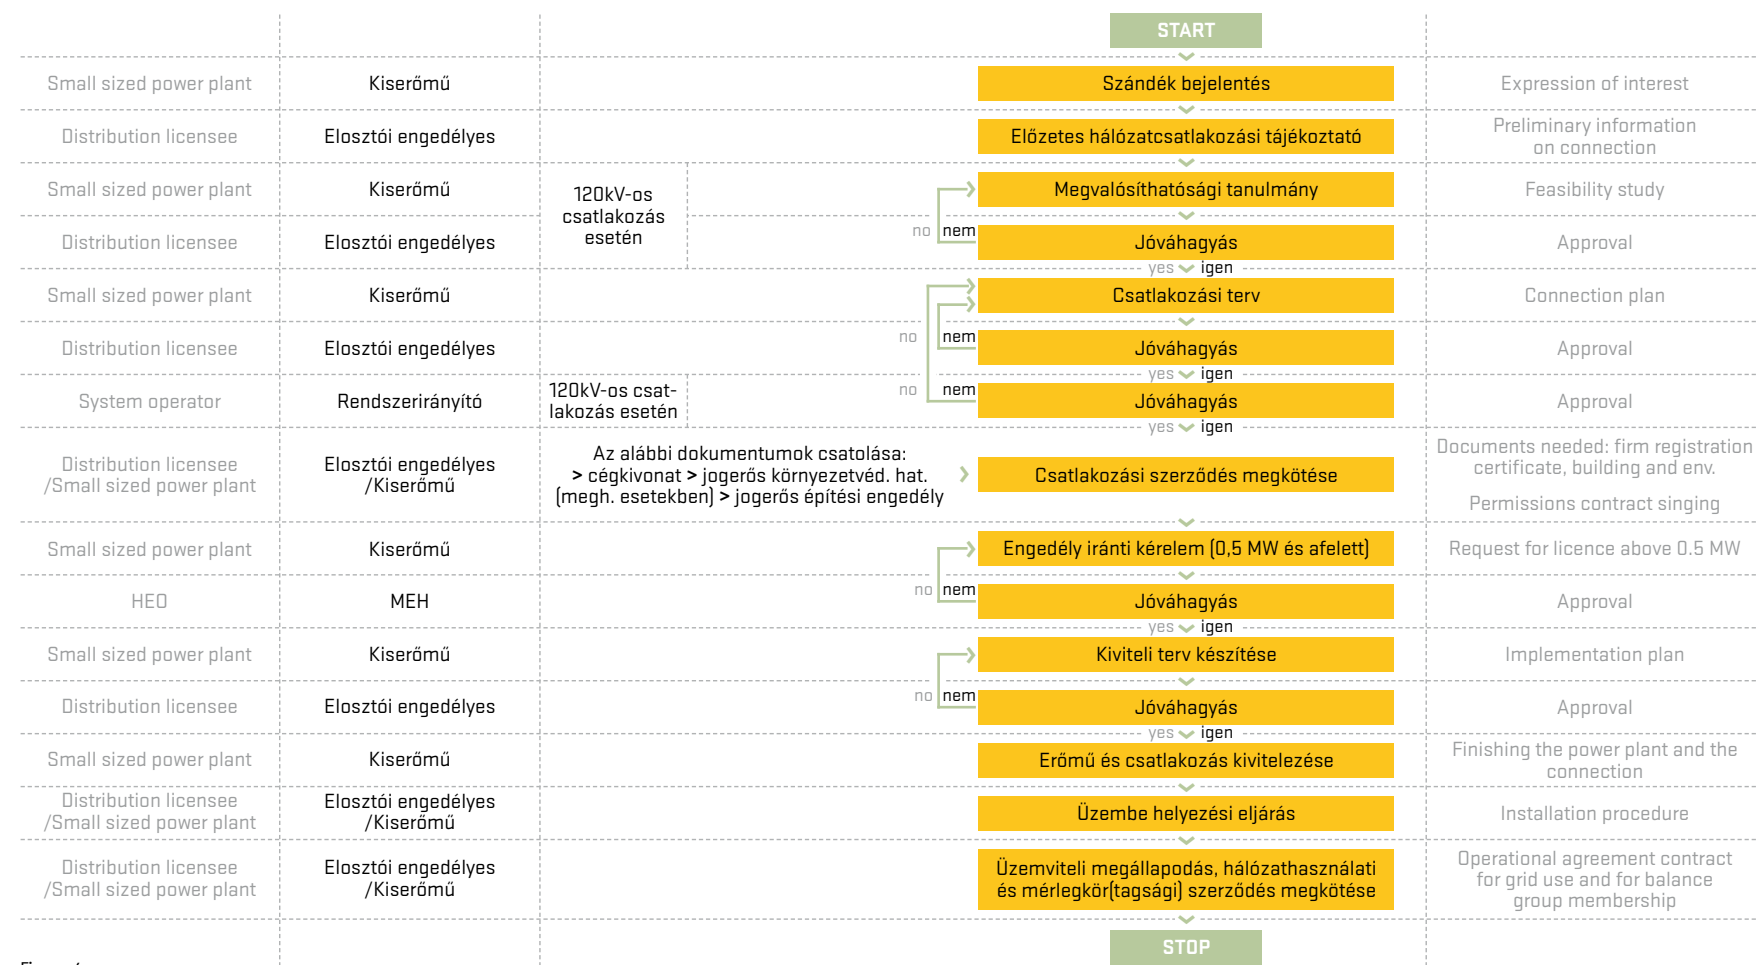 START
Small sized power plant
Kiserőmű
Szándék bejelentés
Expression of interest
Distribution licensee
Elosztói engedélyes
Előzetes hálózatcsatlakozási tájékoztató
Preliminary information
on connection
Small sized power plant
Kiserőmű
120kV-os
csatlakozás
esetén
Megvalósíthatósági tanulmány
Feasibility study
Distribution licensee
Elosztói engedélyes
no nem
Jóváhagyás
Approval
yes igen
Small sized power plant
Kiserőmű
Csatlakozási terv
Connection plan
Distribution licensee
Elosztói engedélyes
no nem
Jóváhagyás
Approval
yes igen
System operator
Rendszerirányító
120kV-os csat-
lakozás esetén
no nem
Jóváhagyás
Approval
yes igen
Distribution licensee
/Small sized power plant
Elosztói engedélyes
/Kiserőmű
Az alábbi dokumentumok csatolása:
> cégkivonat > jogerős környezetvéd. hat.
(megh. esetekben) > jogerős építési engedély
Csatlakozási szerződés megkötése
Documents needed: firm registration
certificate, building and env.
Permissions contract singing
Small sized power plant
Kiserőmű
Engedély iránti kérelem (0,5 MW és afelett)
Request for licence above 0.5 MW
HEO
MEH
no nem
Jóváhagyás
Approval
yes igen
Small sized power plant
Kiserőmű
Kiviteli terv készítése
Implementation plan
Distribution licensee
Elosztói engedélyes
no nem
Jóváhagyás
Approval
yes igen
Small sized power plant
Kiserőmű
Erőmű és csatlakozás kivitelezése
Finishing the power plant and the
connection
Distribution licensee
/Small sized power plant
Elosztói engedélyes
/Kiserőmű
Üzembe helyezési eljárás
Installation procedure
Distribution licensee
/Small sized power plant
Elosztói engedélyes
/Kiserőmű
Üzemviteli megállapodás, hálózathasználati
és mérlegkör(tagsági) szerződés megkötése
Operational agreement contract
for grid use and for balance
group membership
STOP